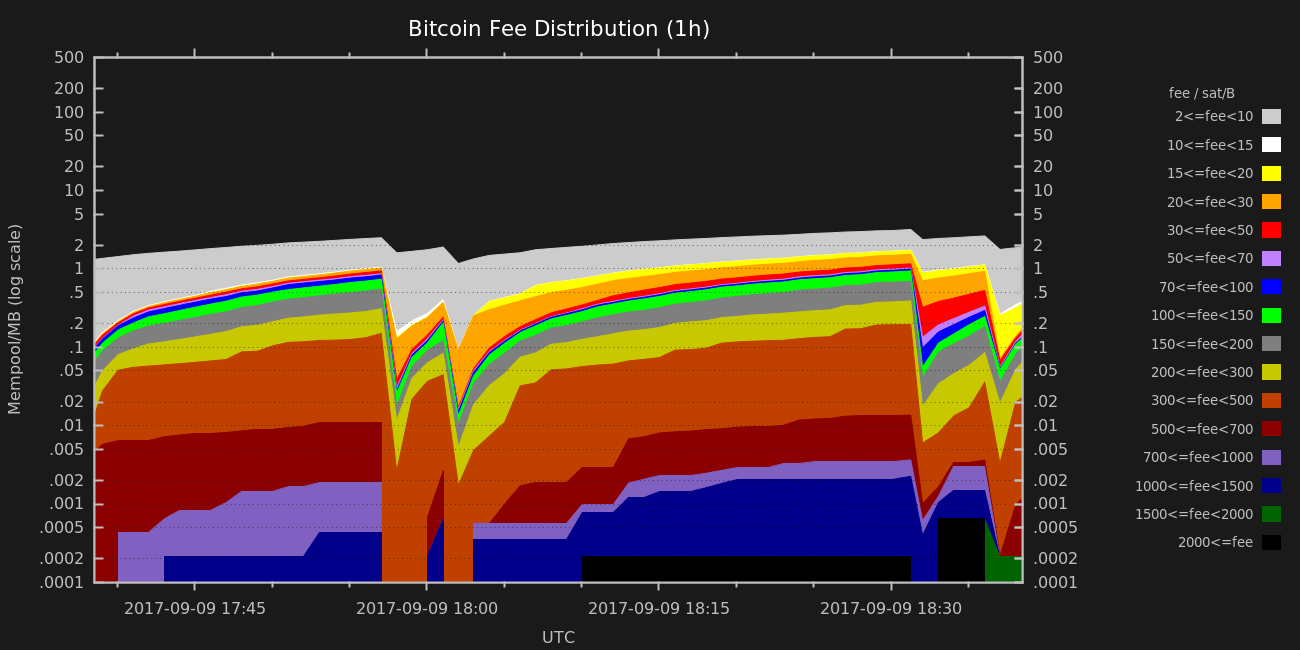 Bitcoin Fee Distribution (1h)
Mempool/MB (log scale)
500
200
100
50
20
10
5
2
1
.5
.2
.1
.05
.02
.01
.005
.002
.001
.0005
.0002
.0001
500
200
100
50
20
10
5
2
1
.5
.2
.1
.05
.02
.01
.005
.002
.001
.0005
.0002
.0001
2017-09-09 17:45
2017-09-09 18:00
2017-09-09 18:15
2017-09-09 18:30
UTC
fee / sat/B
2<=fee<10
10<=fee<15
15<=fee<20
20<=fee<30
30<=fee<50
50<=fee<70
70<=fee<100
100<=fee<150
150<=fee<200
200<=fee<300
300<=fee<500
500<=fee<700
700<=fee<1000
1000<=fee<1500
1500<=fee<2000
2000<=fee